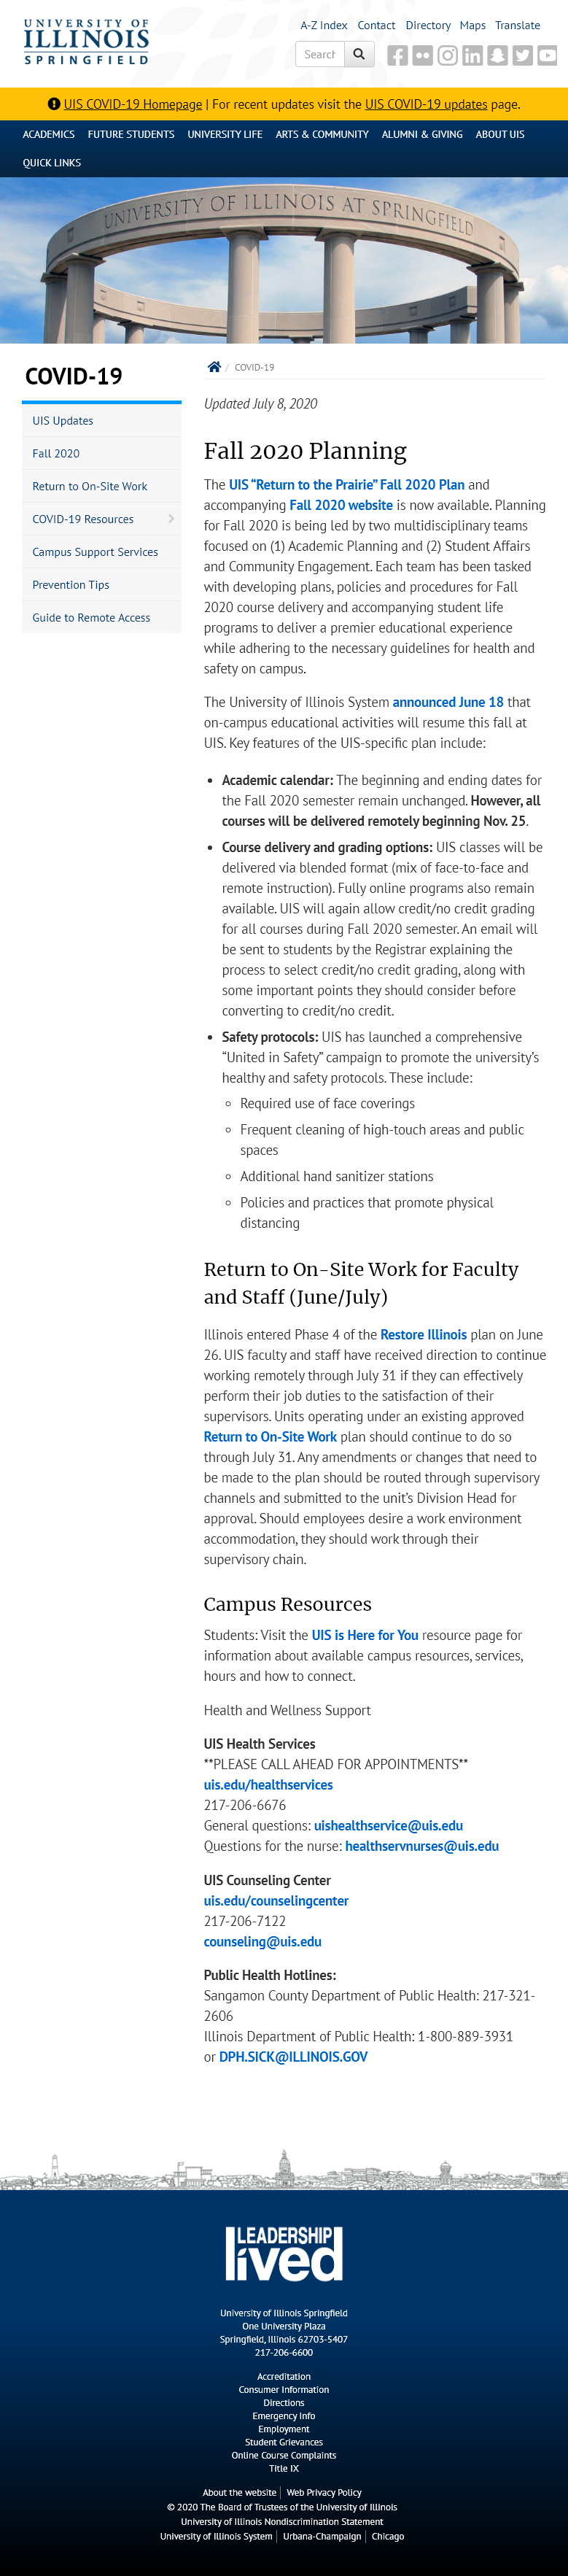 UNIVERSITY OF
ILLINOIS
SPRINGFIELD
A-Z Index Contact Directory Maps Translate
Search
UIS COVID-19 Homepage | For recent updates visit the UIS COVID-19 updates page.
ACADEMICS FUTURE STUDENTS UNIVERSITY LIFE ARTS & COMMUNITY ALUMNI & GIVING ABOUT UIS
QUICK LINKS
UNIVERSITY OF ILLINOIS AT SPRINGFIELD
COVID-19
UIS Updates
Fall 2020
Return to On-Site Work
COVID-19 Resources
Campus Support Services
Prevention Tips
Guide to Remote Access
/ COVID-19
Updated July 8, 2020
Fall 2020 Planning
The UIS “Return to the Prairie” Fall 2020 Plan and
accompanying Fall 2020 website is now available. Planning
for Fall 2020 is being led by two multidisciplinary teams
focused on (1) Academic Planning and (2) Student Affairs
and Community Engagement. Each team has been tasked
with developing plans, policies and procedures for Fall
2020 course delivery and accompanying student life
programs to deliver a premier educational experience
while adhering to the necessary guidelines for health and
safety on campus.
The University of Illinois System announced June 18 that
on-campus educational activities will resume this fall at
UIS. Key features of the UIS-specific plan include:
• Academic calendar: The beginning and ending dates for
the Fall 2020 semester remain unchanged. However, all
courses will be delivered remotely beginning Nov. 25.
• Course delivery and grading options: UIS classes will be
delivered via blended format (mix of face-to-face and
remote instruction). Fully online programs also remain
available. UIS will again allow credit/no credit grading
for all courses during Fall 2020 semester. An email will
be sent to students by the Registrar explaining the
process to select credit/no credit grading, along with
some important points they should consider before
converting to credit/no credit.
• Safety protocols: UIS has launched a comprehensive
“United in Safety” campaign to promote the university’s
healthy and safety protocols. These include:
◦ Required use of face coverings
◦ Frequent cleaning of high-touch areas and public
spaces
◦ Additional hand sanitizer stations
◦ Policies and practices that promote physical
distancing
Return to On-Site Work for Faculty
and Staff (June/July)
Illinois entered Phase 4 of the Restore Illinois plan on June
26. UIS faculty and staff have received direction to continue
working remotely through July 31 if they can effectively
perform their job duties to the satisfaction of their
supervisors. Units operating under an existing approved
Return to On-Site Work plan should continue to do so
through July 31. Any amendments or changes that need to
be made to the plan should be routed through supervisory
channels and submitted to the unit’s Division Head for
approval. Should employees desire a work environment
accommodation, they should work through their
supervisory chain.
Campus Resources
Students: Visit the UIS is Here for You resource page for
information about available campus resources, services,
hours and how to connect.
Health and Wellness Support
UIS Health Services
**PLEASE CALL AHEAD FOR APPOINTMENTS**
uis.edu/healthservices
217-206-6676
General questions: uishealthservice@uis.edu
Questions for the nurse: healthservnurses@uis.edu
UIS Counseling Center
uis.edu/counselingcenter
217-206-7122
counseling@uis.edu
Public Health Hotlines:
Sangamon County Department of Public Health: 217-321-
2606
Illinois Department of Public Health: 1-800-889-3931
or DPH.SICK@ILLINOIS.GOV
LEADERSHIP
lived
University of Illinois Springfield
One University Plaza
Springfield, Illinois 62703-5407
217-206-6600
Accreditation
Consumer Information
Directions
Emergency Info
Employment
Student Grievances
Online Course Complaints
Title IX
About the website | Web Privacy Policy
© 2020 The Board of Trustees of the University of Illinois
University of Illinois Nondiscrimination Statement
University of Illinois System | Urbana-Champaign | Chicago